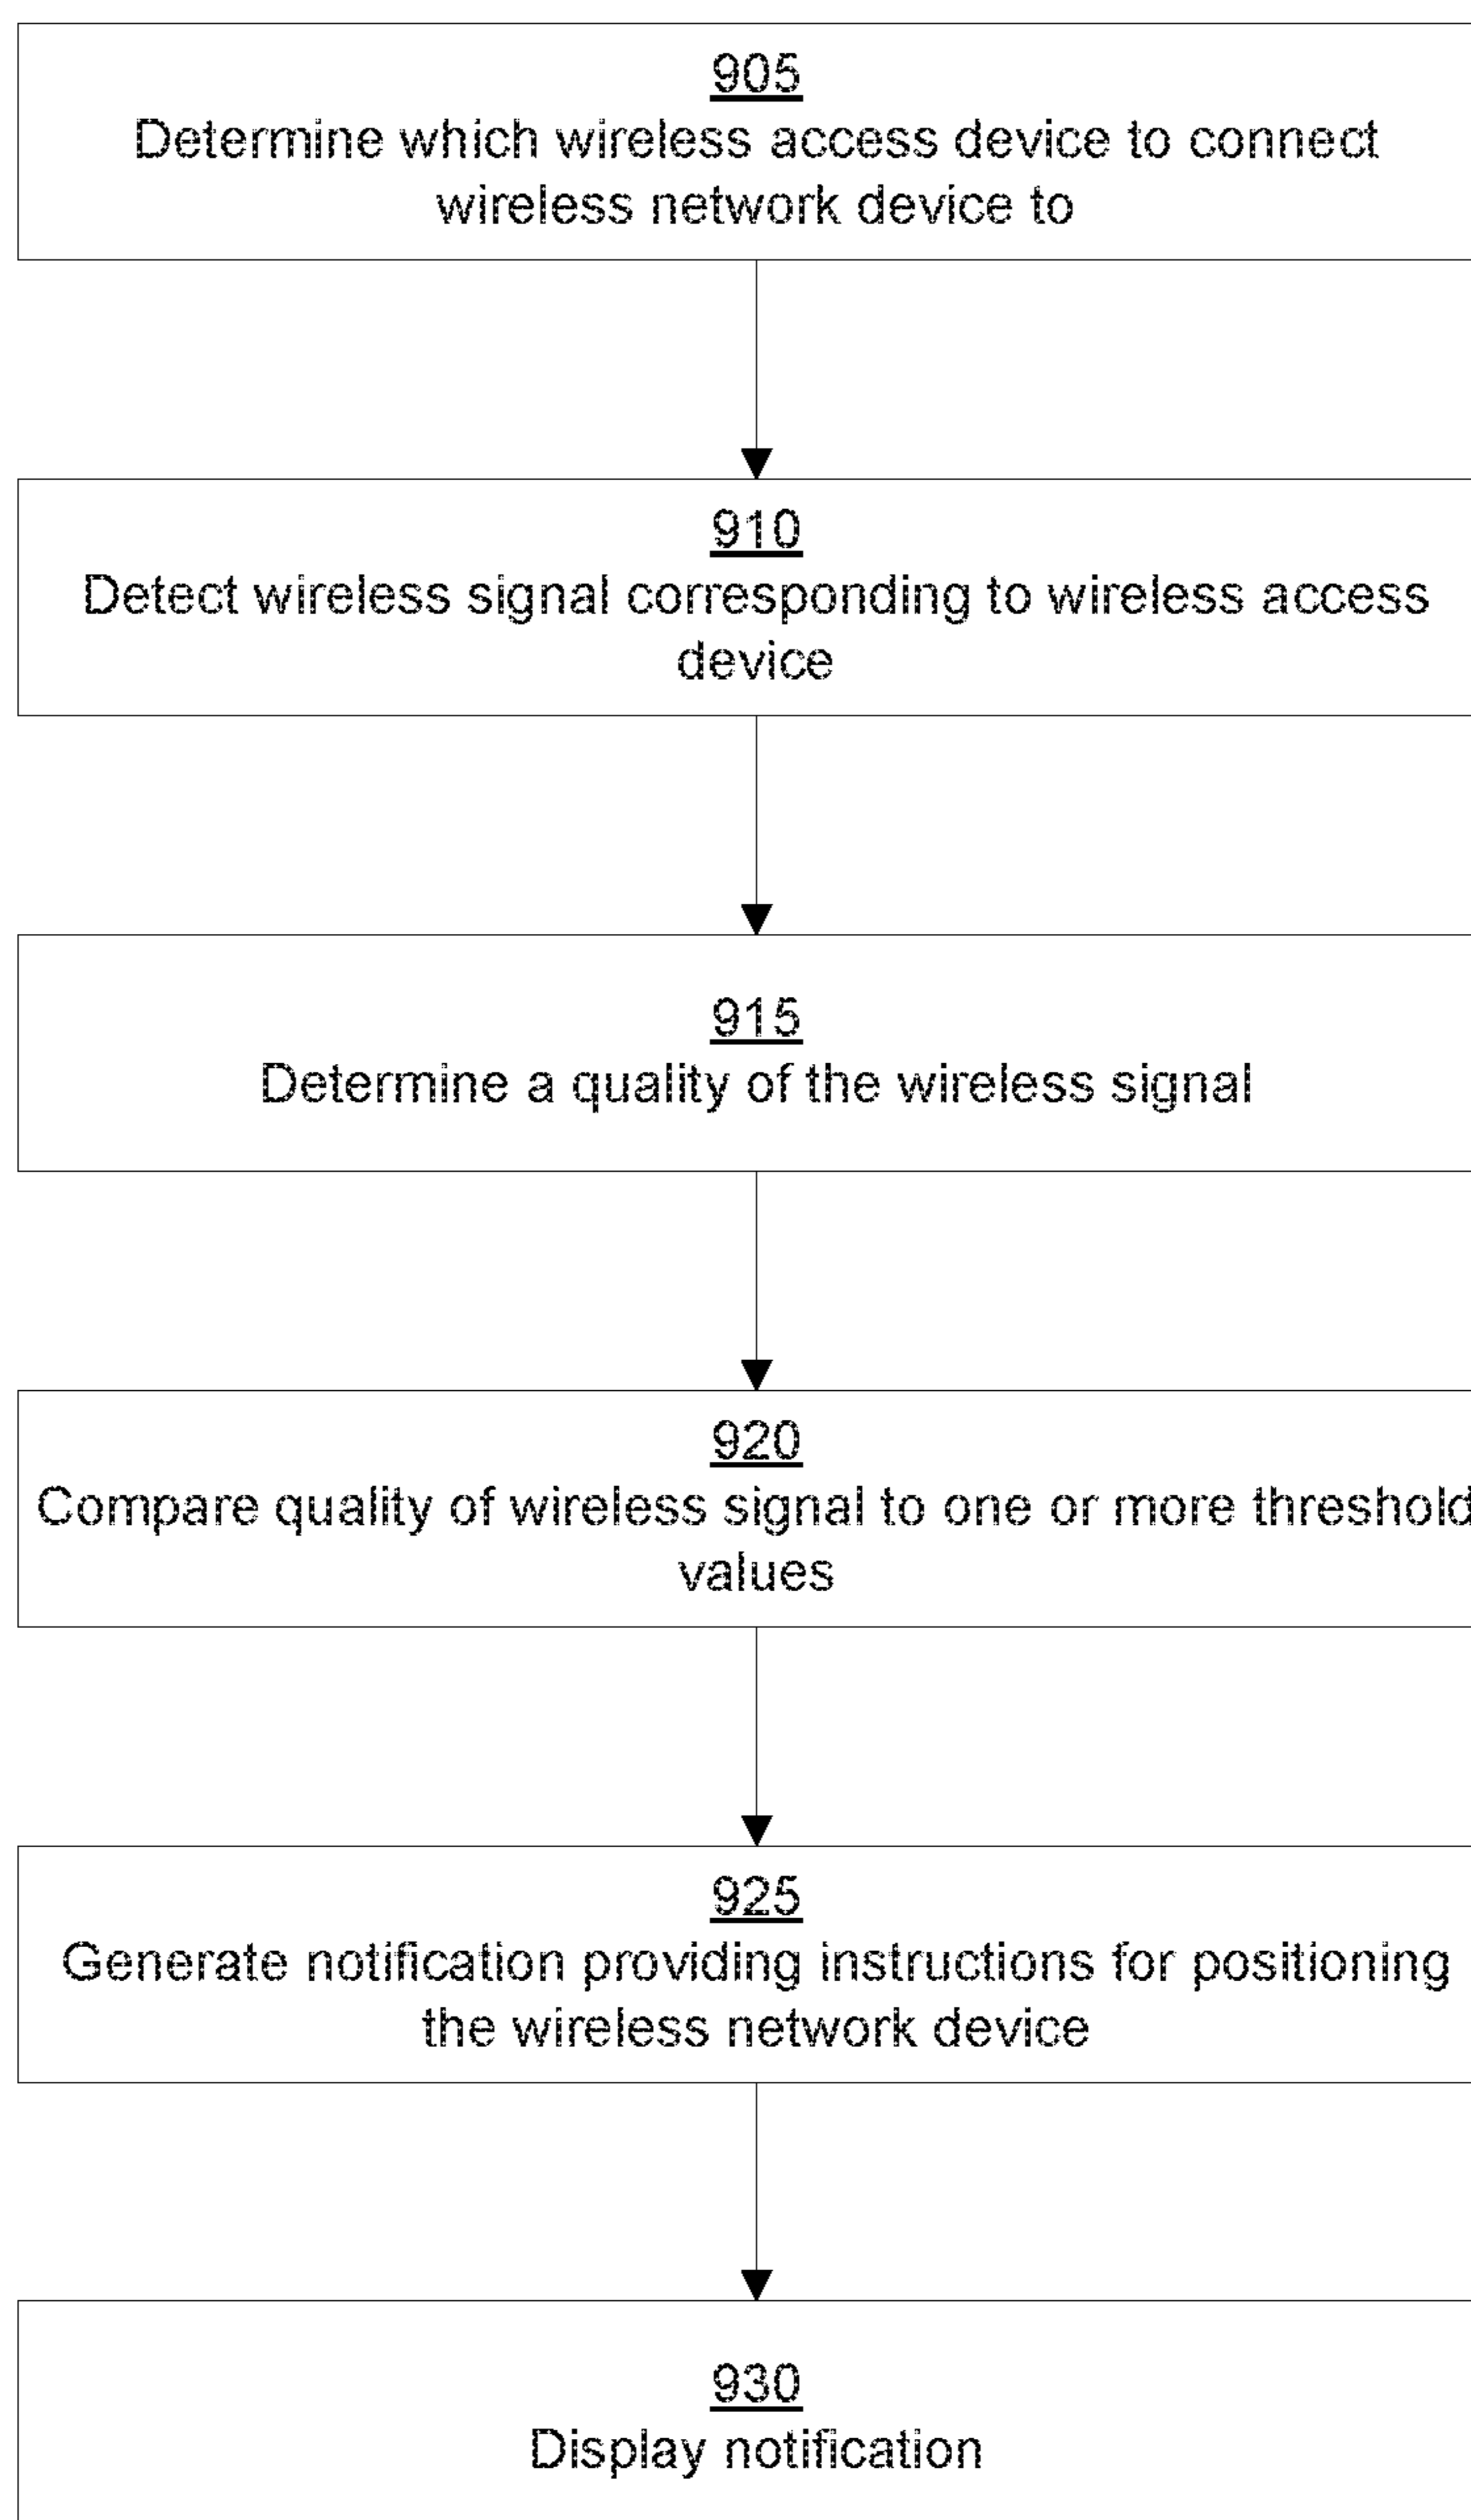 905
Determine which wireless access device to connect
wireless network device to
910
Detect wireless signal corresponding to wireless access
device
915
Determine a quality of the wireless signal
920
Compare quality of wireless signal to one or more threshold
values
925
Generate notification providing instructions for positioning
the wireless network device
930
Display notification